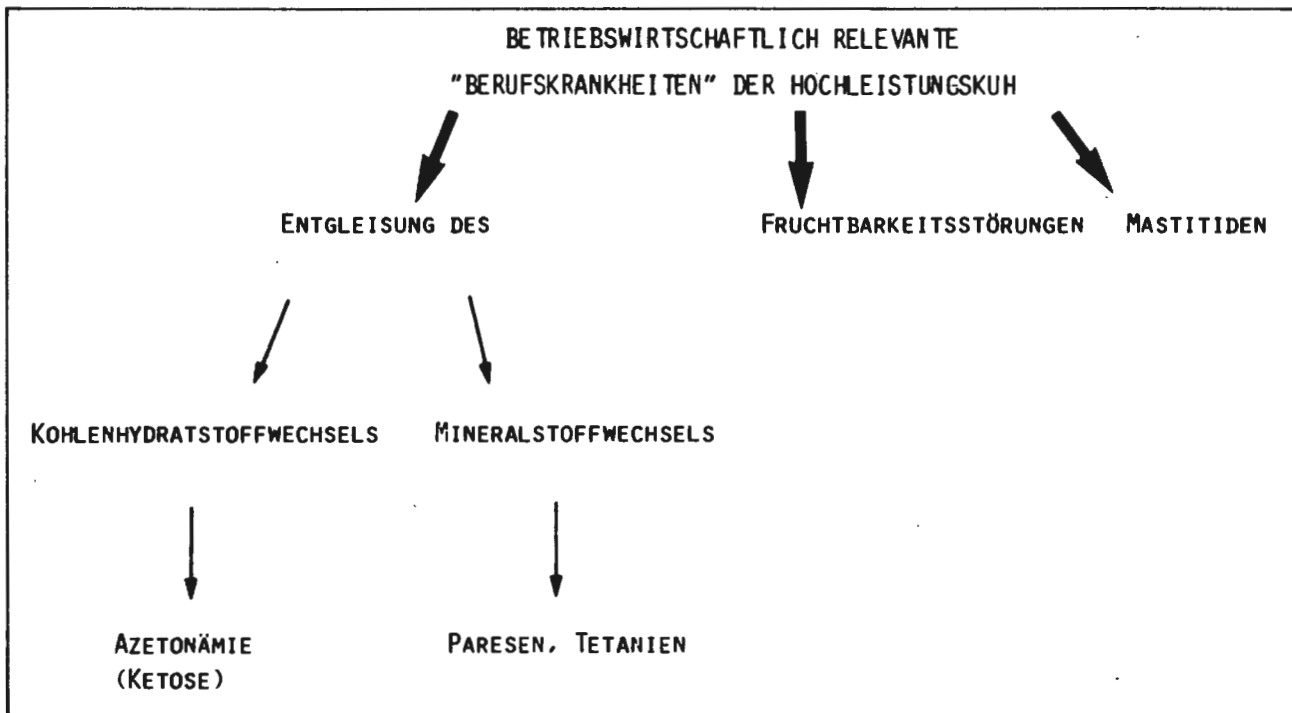 BETRIEBSWIRTSCHAFTLICH RELEVANTE
"BERUFSKRANKHEITEN" DER HOCHLEISTUNGSKUH
ENTGLEISUNG DES
FRUCHTBARKEITSSTÖRUNGEN
MASTITIDEN
KOHLENHYDRATSTOFFWECHSELS
MINERALSTOFFWECHSELS
AZETONÄMIE
(KETOSE)
PARESEN, TETANIEN